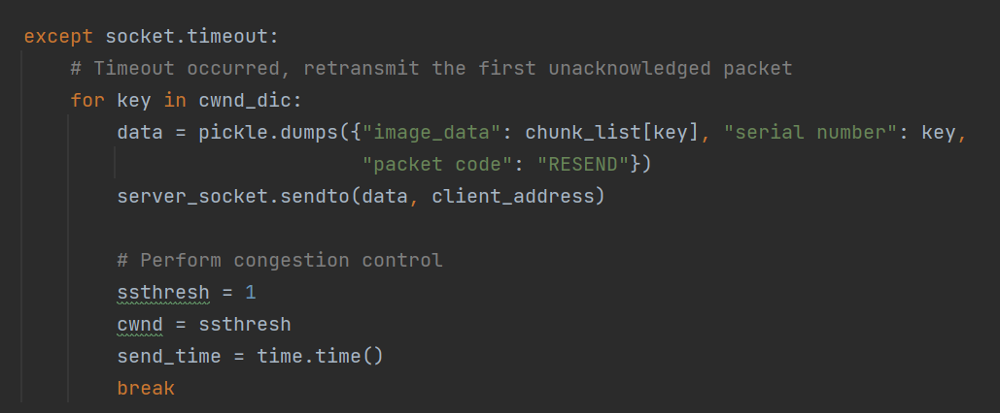 except socket.timeout:
    # Timeout occurred, retransmit the first unacknowledged packet
    for key in cwnd_dic:
        data = pickle.dumps({"image_data": chunk_list[key], "serial number": key,
                             "packet code": "RESEND"})
        server_socket.sendto(data, client_address)

        # Perform congestion control
        ssthresh = 1
        cwnd = ssthresh
        send_time = time.time()
        break